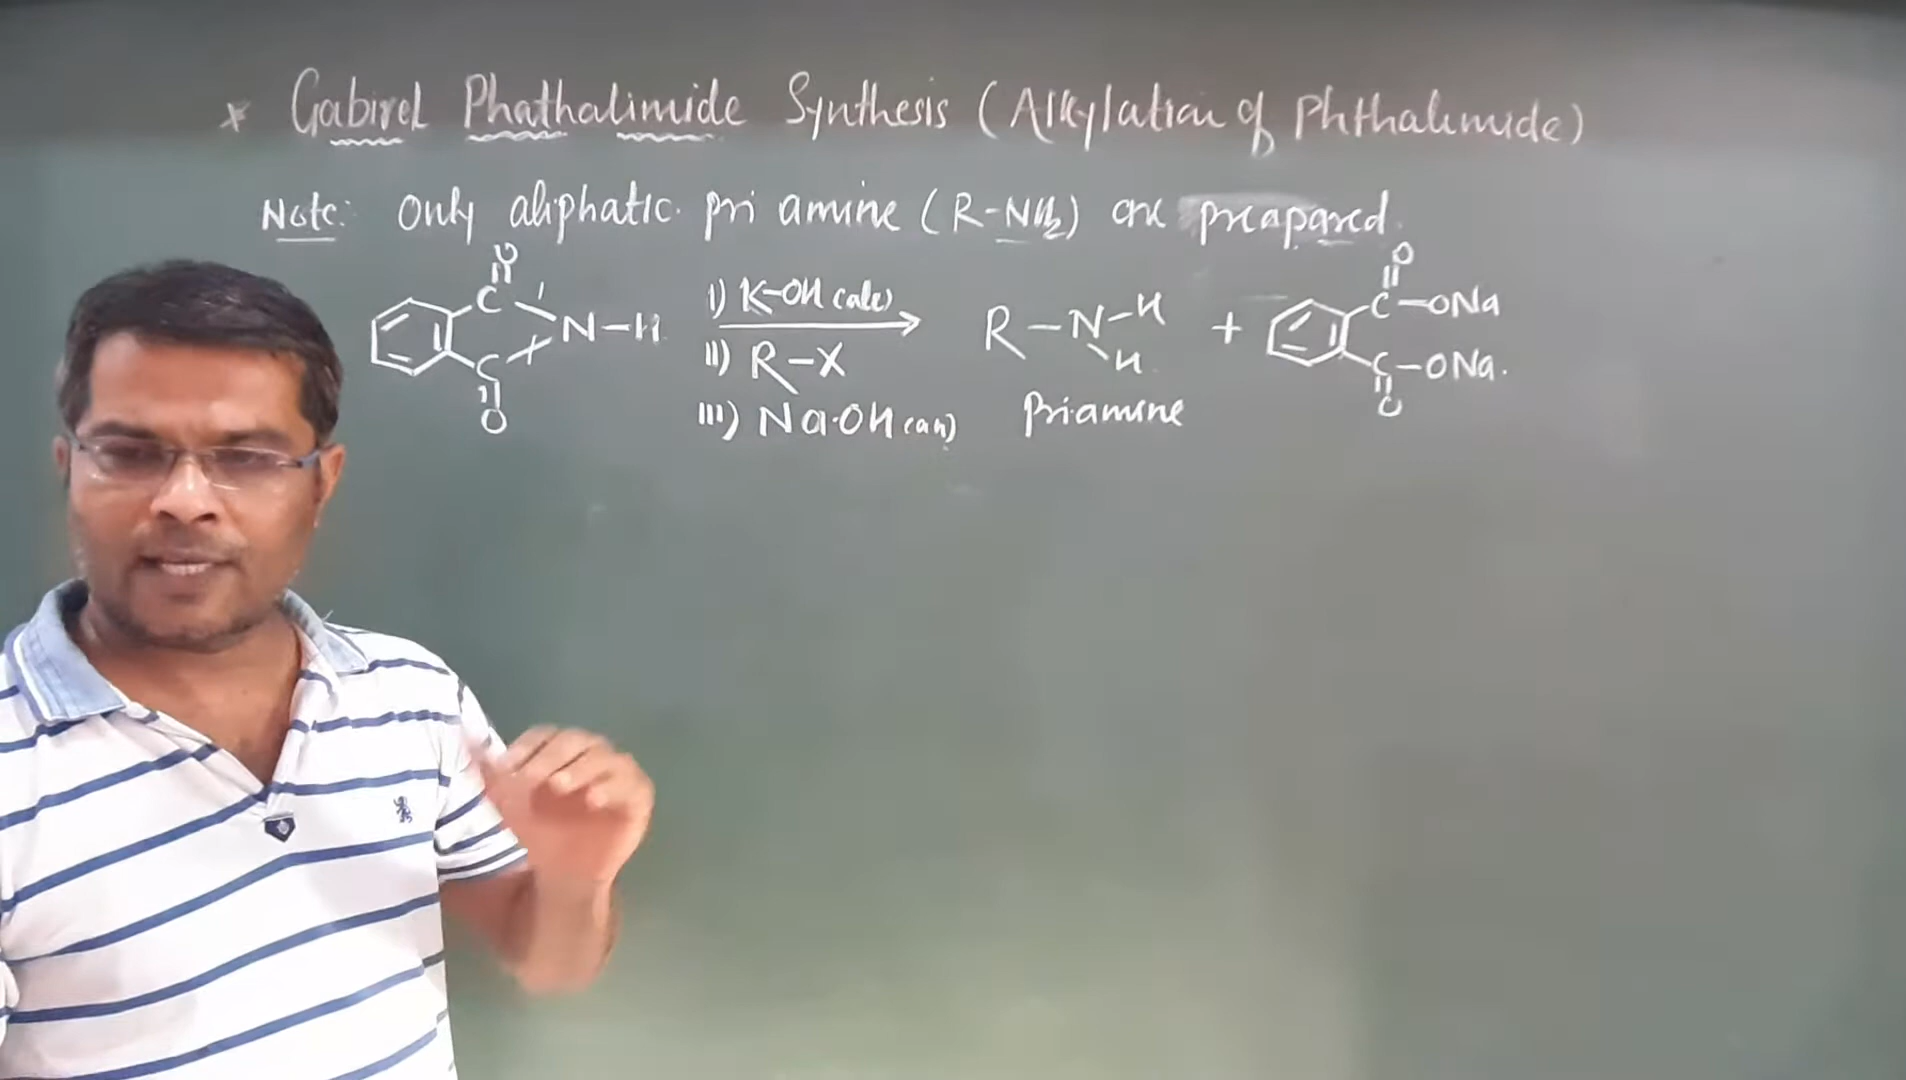 * Gabirel Phathalimide Synthesis (Alkylation of Phthalimide)
Note: Only aliphatic pri amine (R-NH2) are preapared.
O
C
N-H
C
O
i) K-OH (alc)
ii) R-X
iii) NaOH (aq)
R-N-H
H
Pri amine
+
O
C-ONa
C-ONa.
O